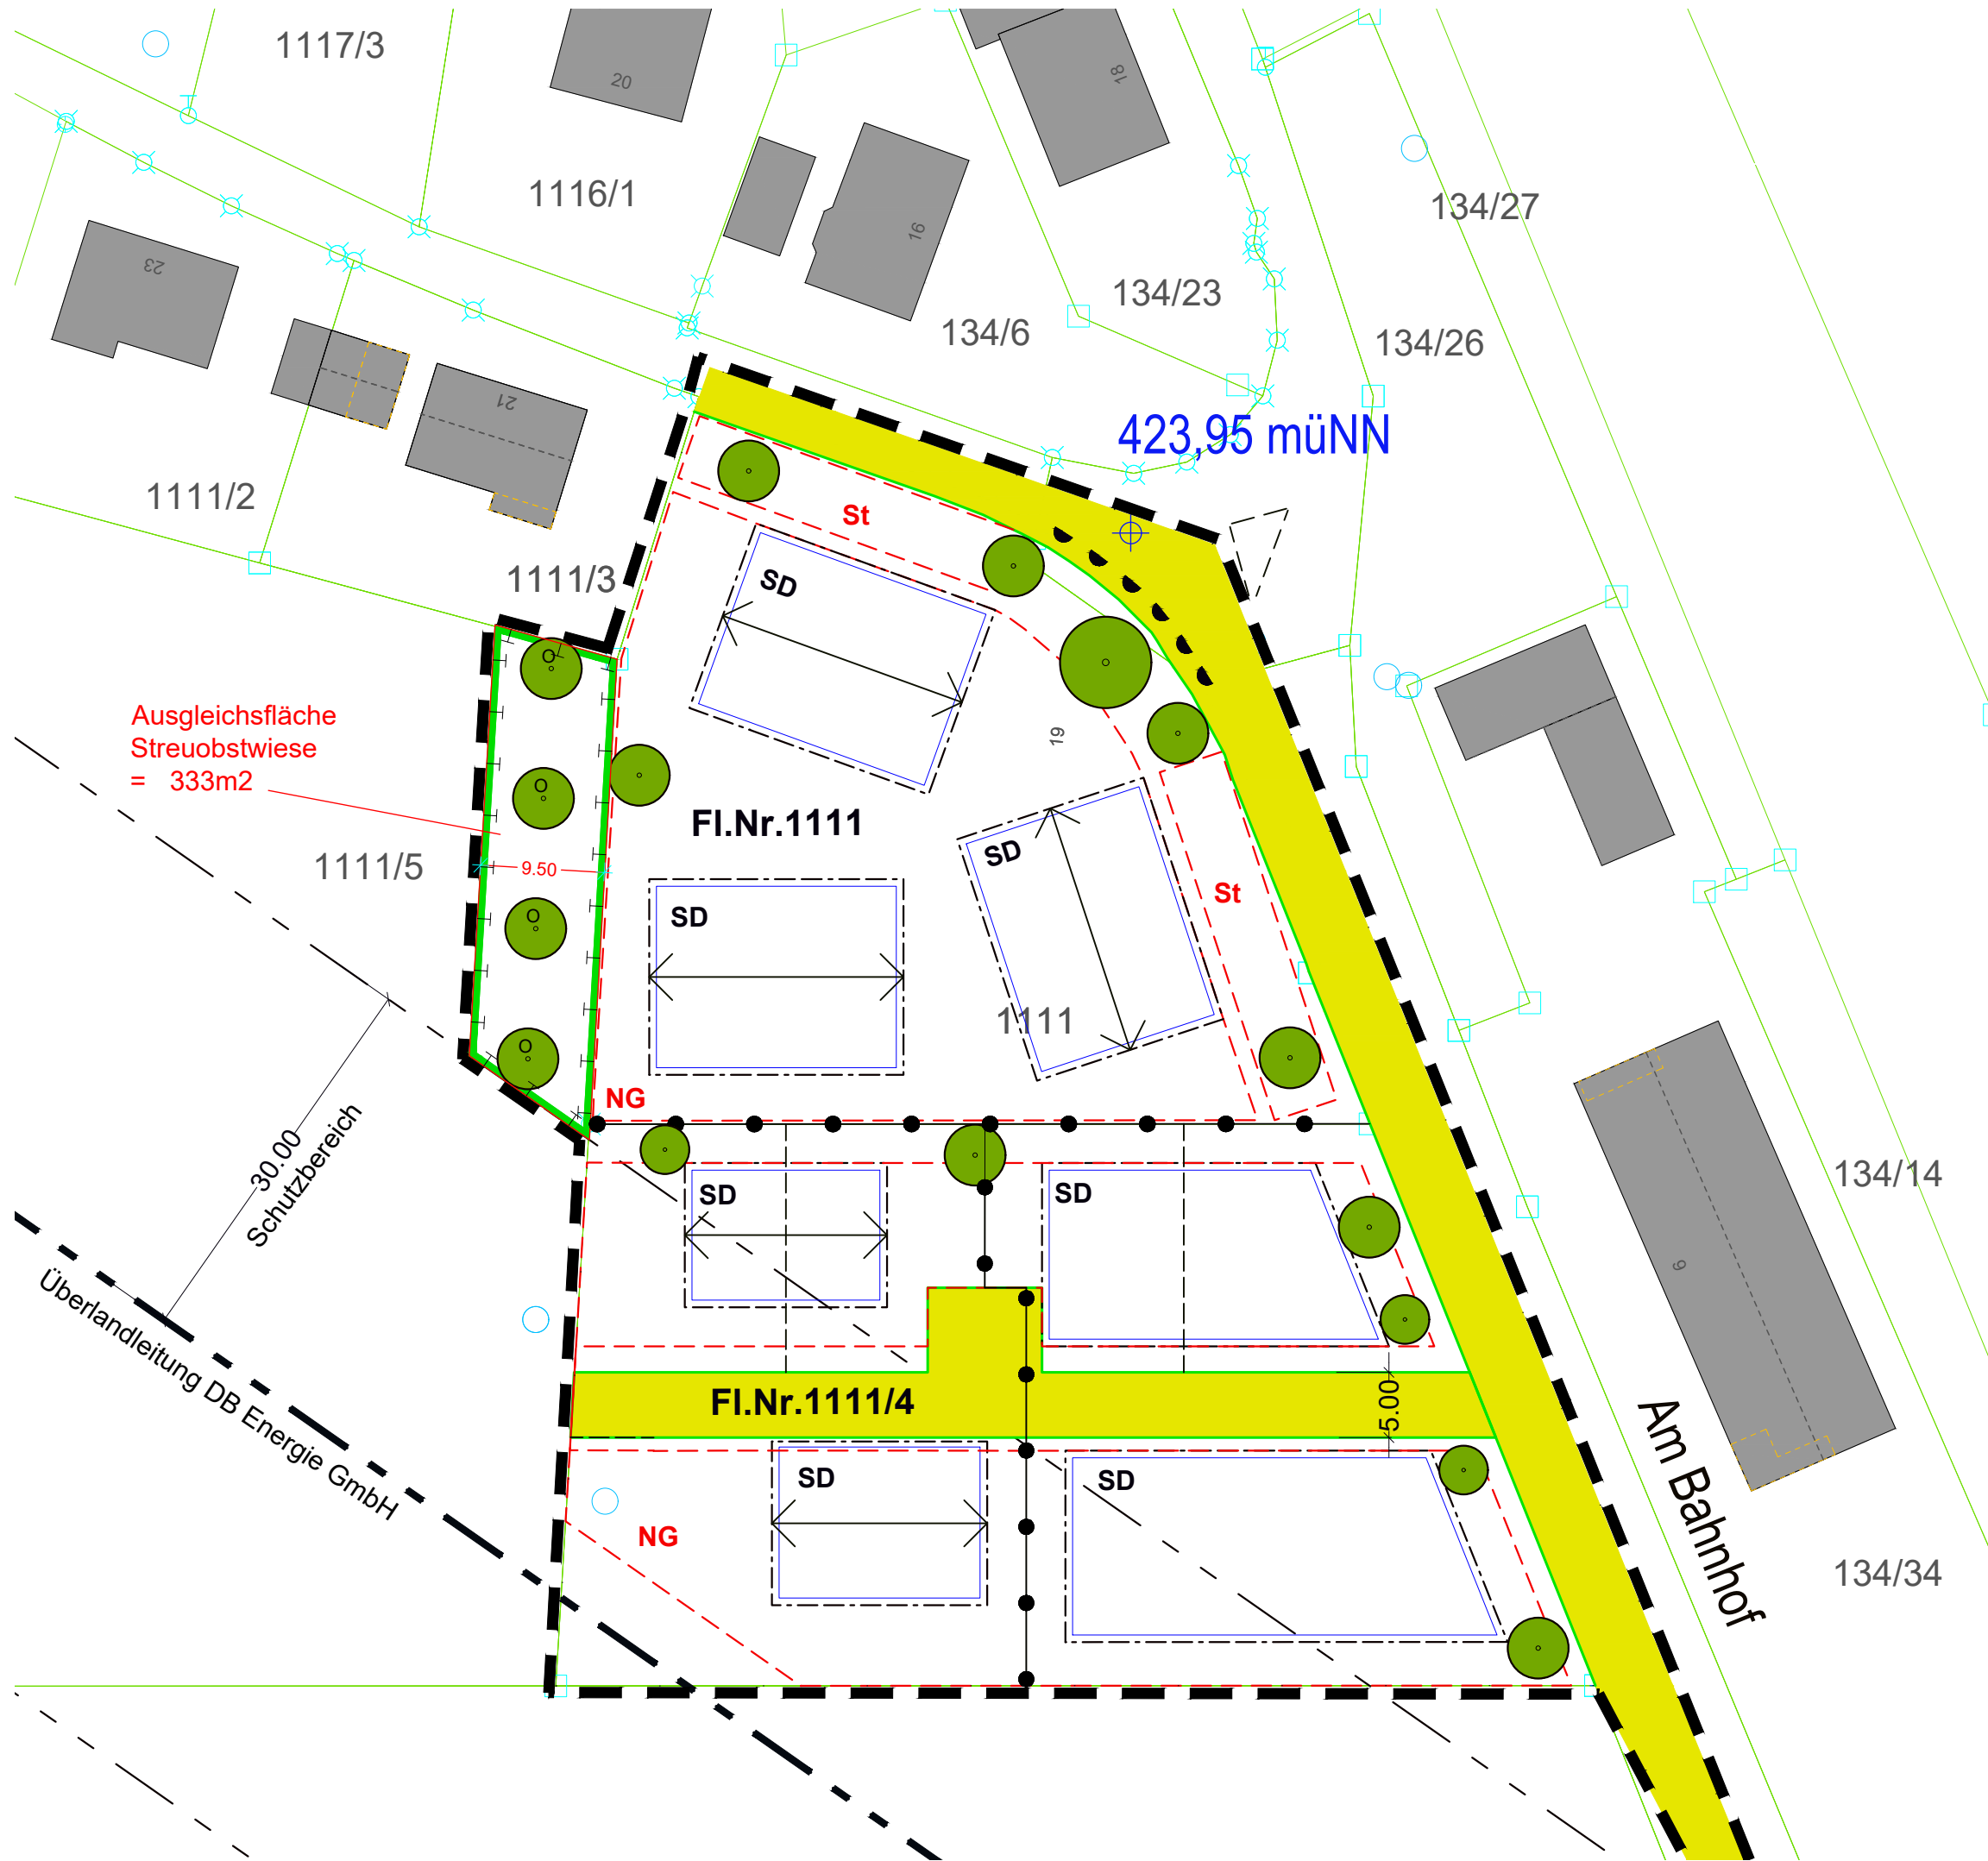 1117/3
20
18
1116/1
16
134/27
23
134/23
134/6
134/26
21
423,95 müNN
1111/2
St
1111/3
SD
Ausgleichsfläche
Streuobstwiese
= 333m2
O
O
O
O
19
Fl.Nr.1111
SD
1111/5
9.50
St
SD
1111
NG
30.00
Schutzbereich
SD
SD
134/14
9
Überlandleitung DB Energie GmbH
Fl.Nr.1111/4
5.00
Am Bahnhof
SD
SD
NG
134/34